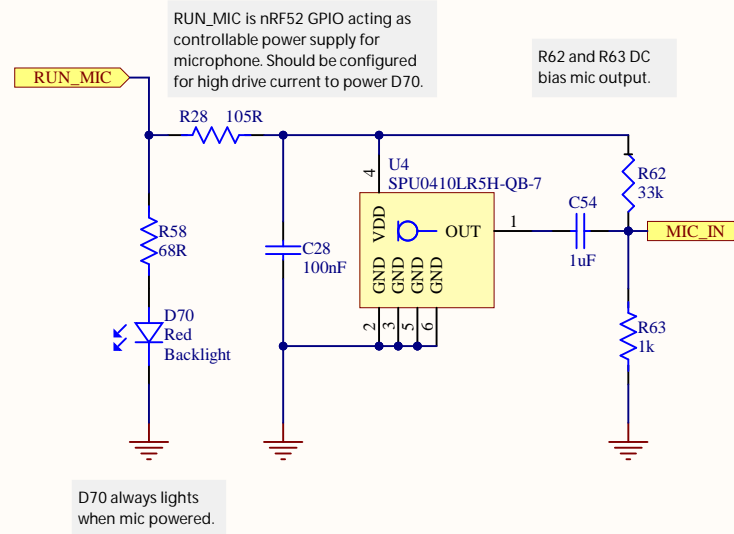 RUN_MIC is nRF52 GPIO acting as
controllable power supply for
microphone. Should be configured
for high drive current to power D70.
R62 and R63 DC
bias mic output.
RUN_MIC
R28 105R
U4
SPU0410LR5H-QB-7
4
VDD
OUT
1
GND
GND
GND
GND
2
3
5
6
C54
1uF
R62
33k
MIC_IN
R58
68R
C28
100nF
D70
Red
Backlight
R63
1k
D70 always lights
when mic powered.